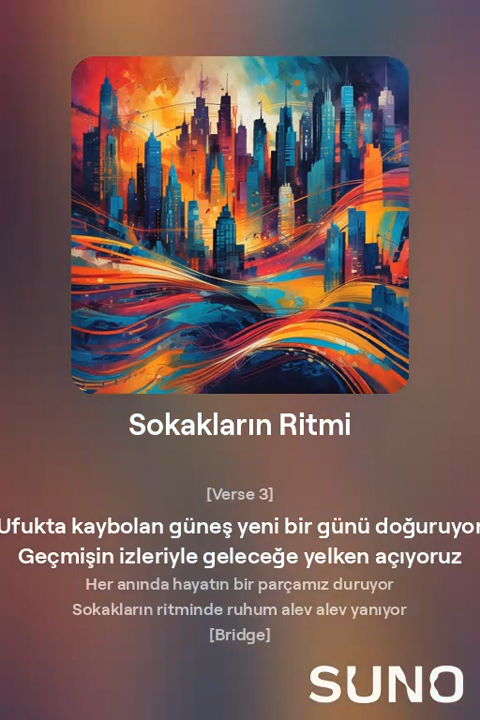 Sokakların Ritmi
[Verse 3]
Ufukta kaybolan güneş yeni bir günü doğuruyor
Geçmişin izleriyle geleceğe yelken açıyoruz
Her anında hayatın bir parçamız duruyor
Sokakların ritminde ruhum alev alev yanıyor
[Bridge]
SUNO